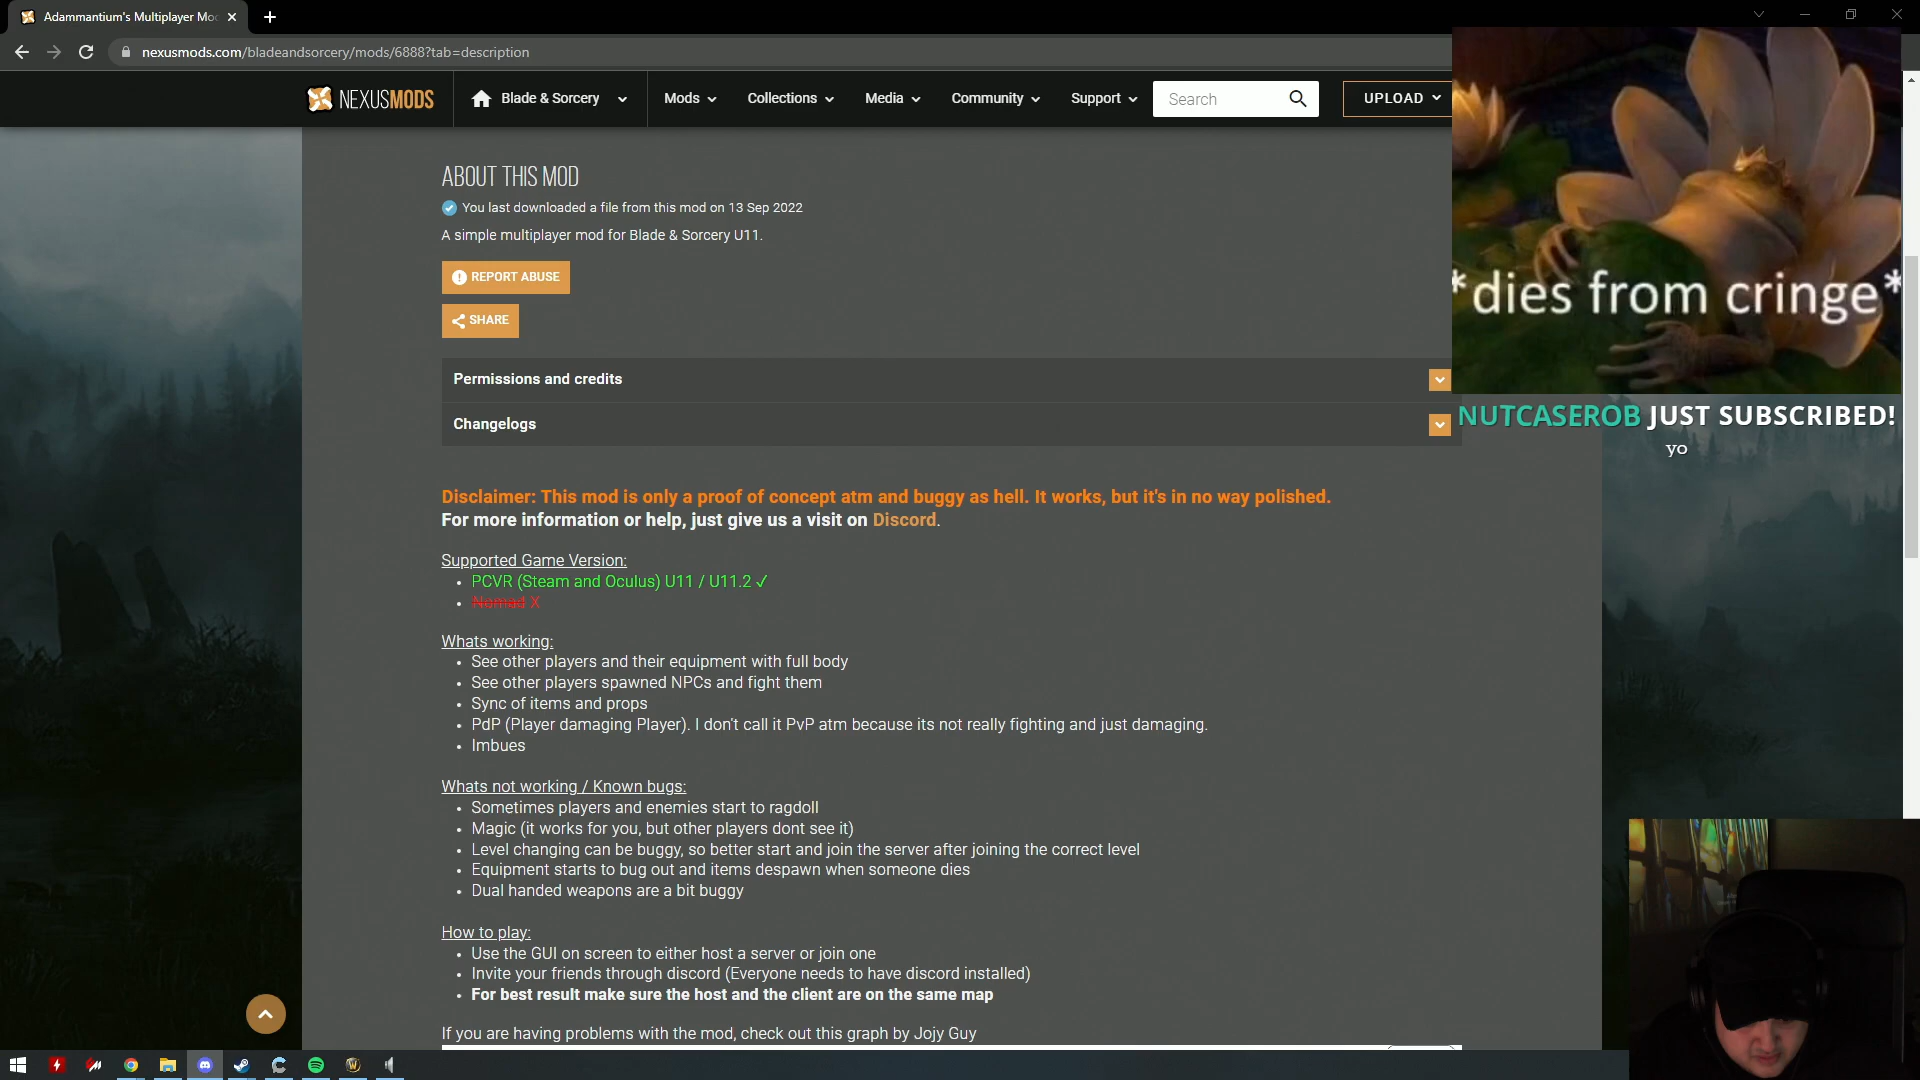 Adammantium's Multiplayer Mo
nexusmods.com/bladeandsorcery/mods/6888?tab=description
NEXUSMODS
Blade & Sorcery
Mods
Collections
Media
Community
Support
Search
UPLOAD
ABOUT THIS MOD
You last downloaded a file from this mod on 13 Sep 2022
A simple multiplayer mod for Blade & Sorcery U11.
REPORT ABUSE
SHARE
*dies from cringe*
Permissions and credits
Changelogs
NUTCASEROB JUST SUBSCRIBED!
yo
Disclaimer: This mod is only a proof of concept atm and buggy as hell. It works, but it's in no way polished.
For more information or help, just give us a visit on Discord.
Supported Game Version:
PCVR (Steam and Oculus) U11 / U11.2 ✓
Nomad X
Whats working:
See other players and their equipment with full body
See other players spawned NPCs and fight them
Sync of items and props
PdP (Player damaging Player). I don't call it PvP atm because its not really fighting and just damaging.
Imbues
Whats not working / Known bugs:
Sometimes players and enemies start to ragdoll
Magic (it works for you, but other players dont see it)
Level changing can be buggy, so better start and join the server after joining the correct level
Equipment starts to bug out and items despawn when someone dies
Dual handed weapons are a bit buggy
How to play:
Use the GUI on screen to either host a server or join one
Invite your friends through discord (Everyone needs to have discord installed)
For best result make sure the host and the client are on the same map
If you are having problems with the mod, check out this graph by Jojy Guy